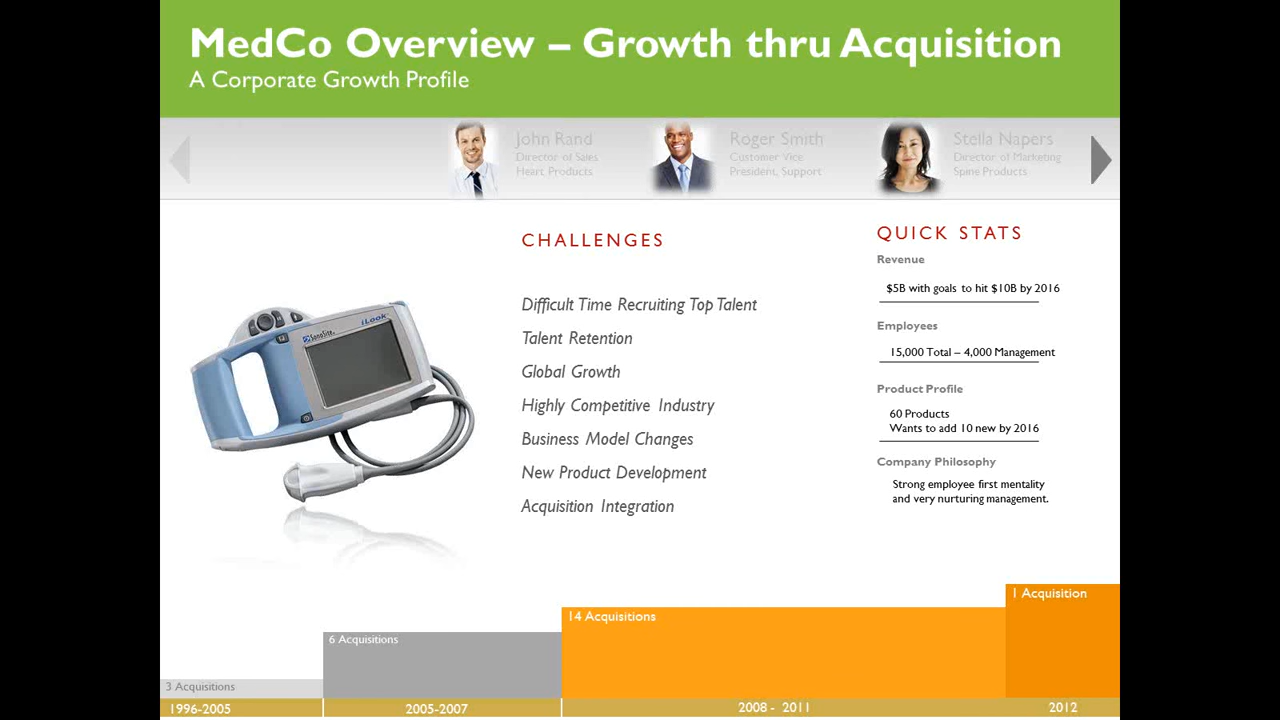 MedCo Overview – Growth thru Acquisition
A Corporate Growth Profile
John Rand
Director of Sales
Heart Products
Roger Smith
Customer Vice
President, Support
Stella Napers
Director of Marketing
Spine Products
CHALLENGES
Difficult Time Recruiting Top Talent
Talent Retention
Global Growth
Highly Competitive Industry
Business Model Changes
New Product Development
Acquisition Integration
QUICK STATS
Revenue
$5B with goals to hit $10B by 2016
Employees
15,000 Total – 4,000 Management
Product Profile
60 Products
Wants to add 10 new by 2016
Company Philosophy
Strong employee first mentality
and very nurturing management.
SonoSite
iLook
3 Acquisitions
6 Acquisitions
14 Acquisitions
1 Acquisition
1996-2005
2005-2007
2008 - 2011
2012